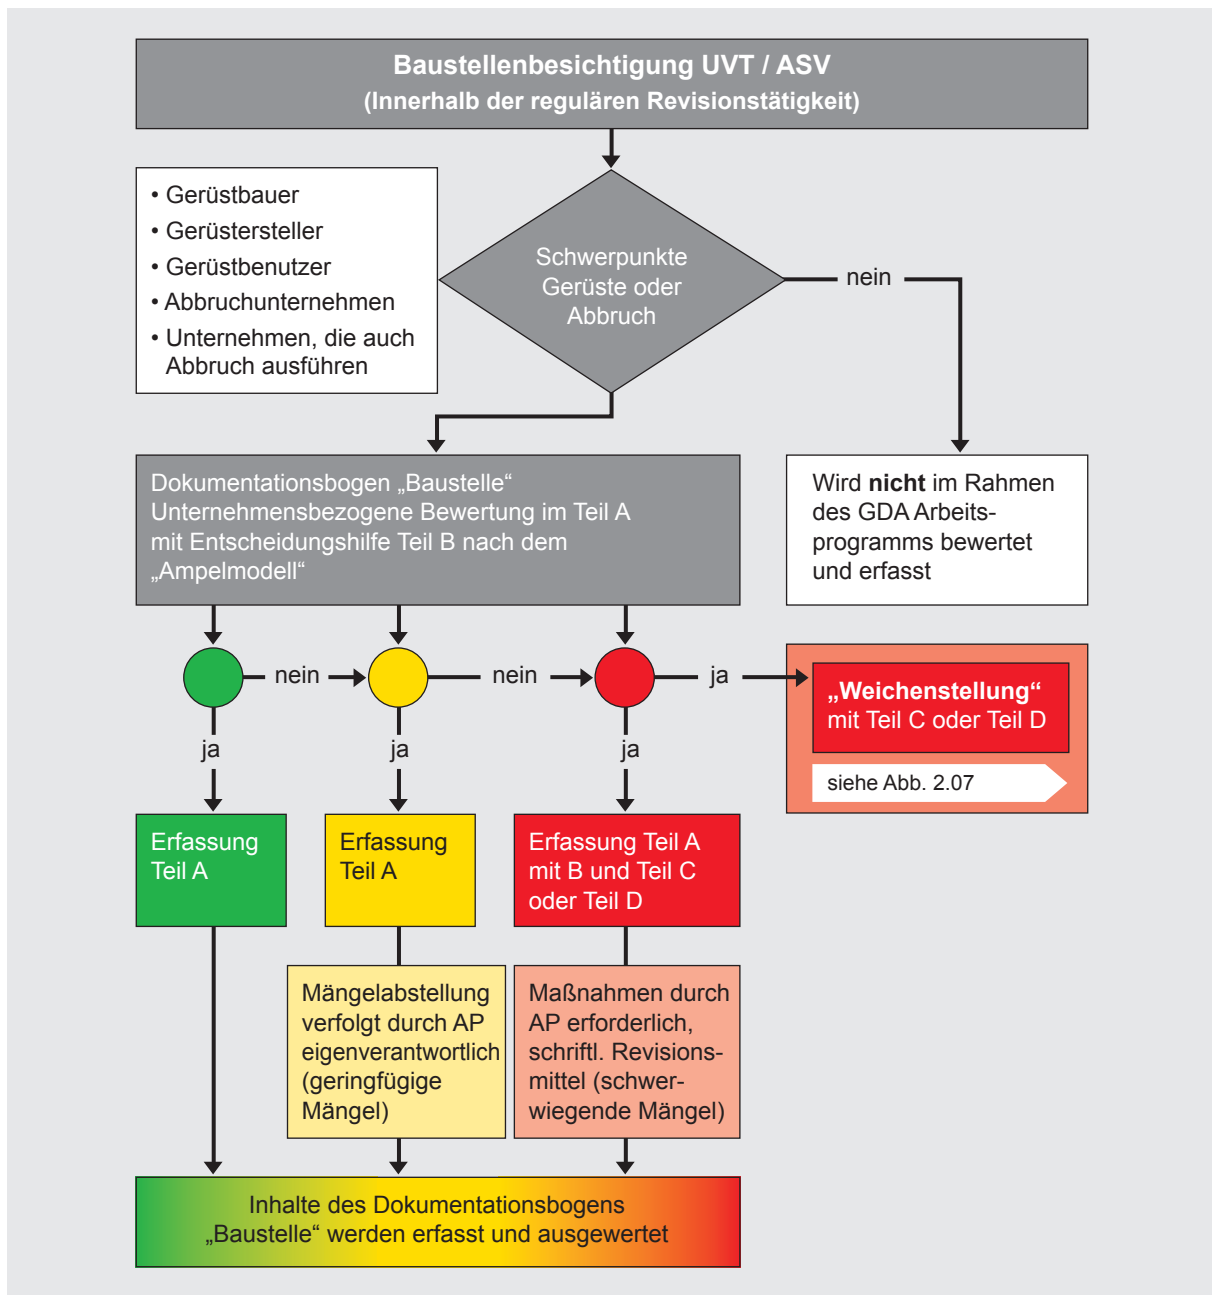 Baustellenbesichtigung UVT / ASV
(Innerhalb der regulären Revisionstätigkeit)
• Gerüstbauer
• Gerüstersteller
• Gerüstbenutzer
• Abbruchunternehmen
• Unternehmen, die auch
Abbruch ausführen
Schwerpunkte
Gerüste oder
Abbruch
nein
Dokumentationsbogen „Baustelle“
Unternehmensbezogene Bewertung im Teil A
mit Entscheidungshilfe Teil B nach dem
„Ampelmodell“
Wird nicht im Rahmen
des GDA Arbeits-
programms bewertet
und erfasst
nein
nein
ja
„Weichenstellung“
mit Teil C oder Teil D
siehe Abb. 2.07
ja
ja
ja
Erfassung
Teil A
Erfassung
Teil A
Erfassung Teil A
mit B und Teil C
oder Teil D
Mängelabstellung
verfolgt durch AP
eigenverantwortlich
(geringfügige
Mängel)
Maßnahmen durch
AP erforderlich,
schriftl. Revisions-
mittel (schwer-
wiegende Mängel)
Inhalte des Dokumentationsbogens
„Baustelle“ werden erfasst und ausgewertet